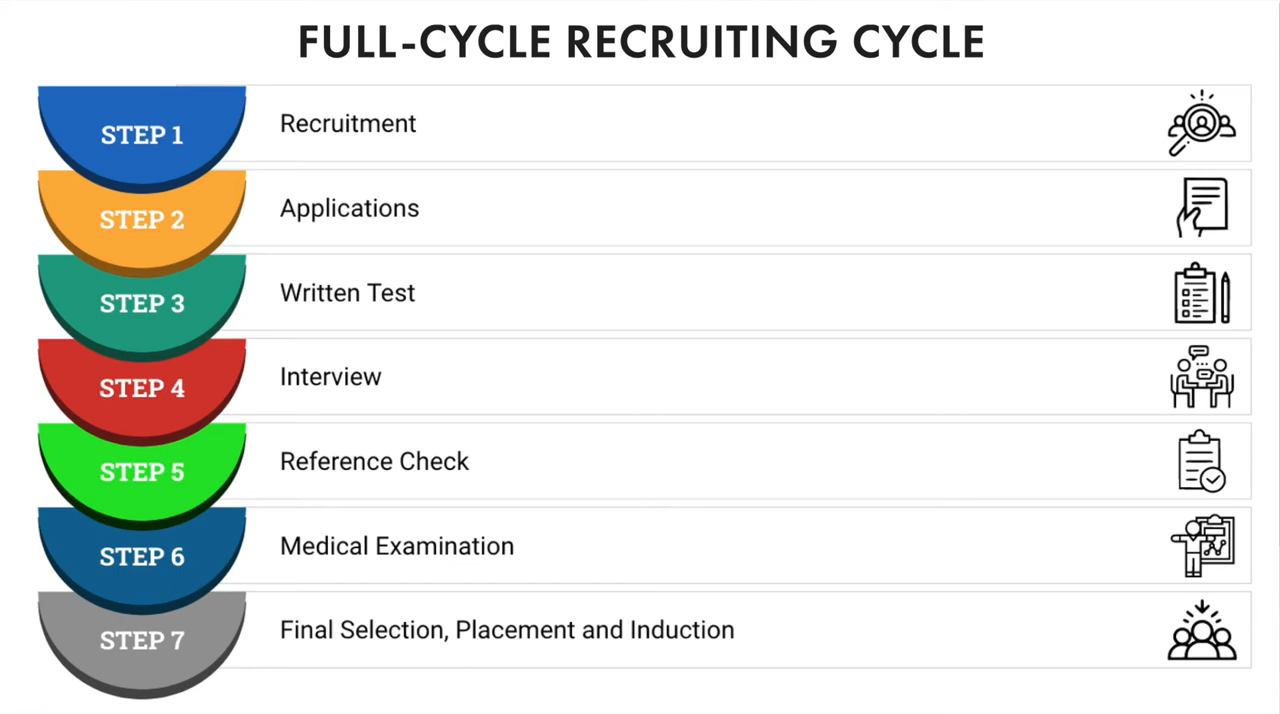 FULL-CYCLE RECRUITING CYCLE
STEP 1
Recruitment
STEP 2
Applications
STEP 3
Written Test
STEP 4
Interview
STEP 5
Reference Check
STEP 6
Medical Examination
STEP 7
Final Selection, Placement and Induction